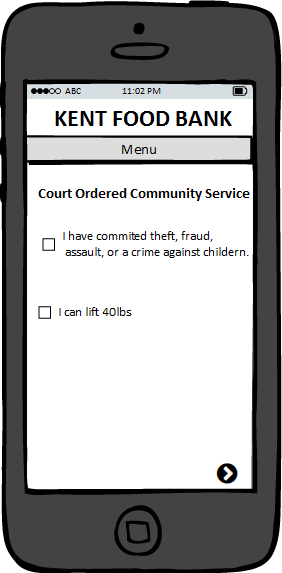 ABC 11:02 PM
KENT FOOD BANK
Menu
Court Ordered Community Service
I have commited theft, fraud,
assault, or a crime against childern.
I can lift 40lbs